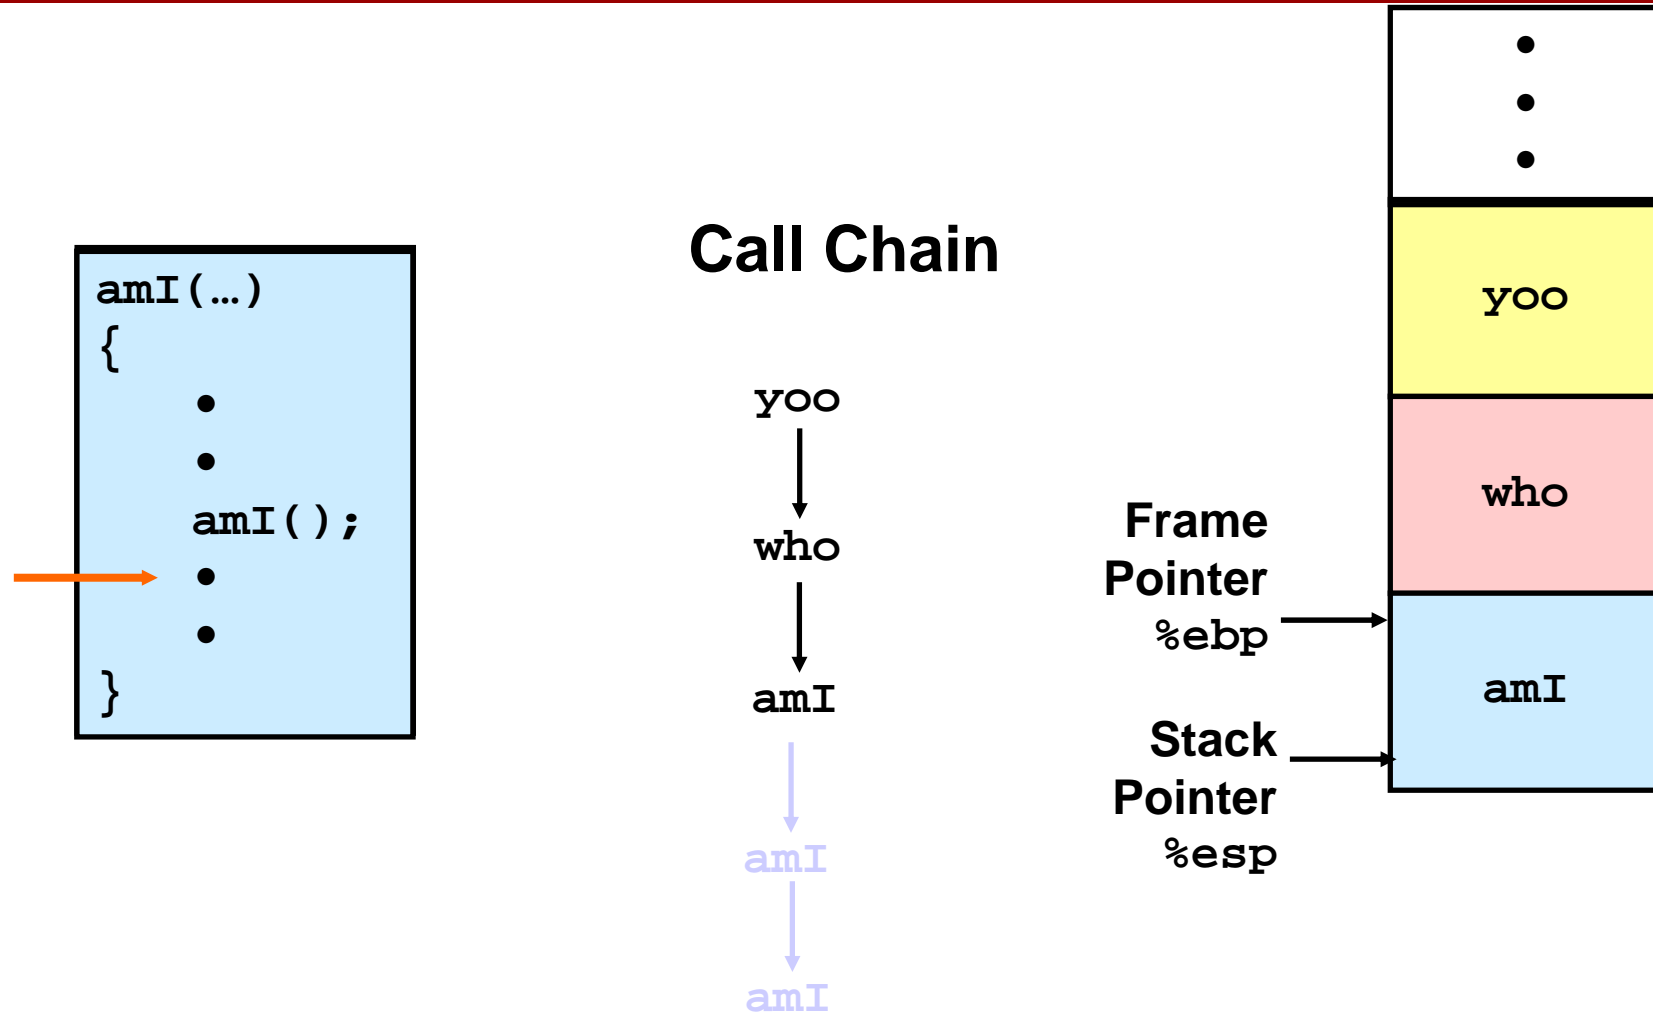 amI(…)
{
•
•
amI();
•
•
}
Call Chain
yoo
who
amI
amI
amI
Frame
Pointer
%ebp
Stack
Pointer
%esp
•
•
•
yoo
who
amI